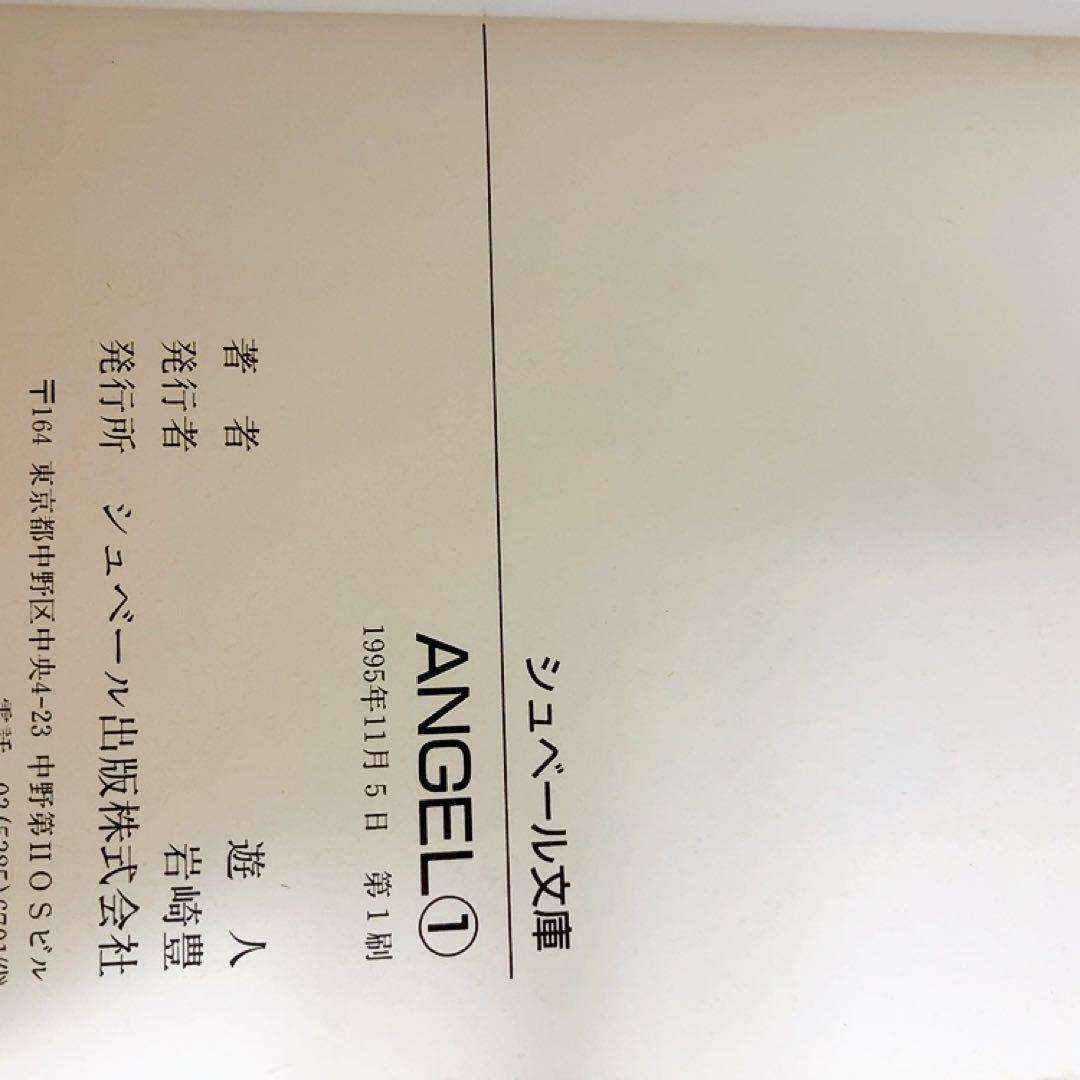 シュベール文庫
ANGEL①
1995年11月5日 第1刷
著者 遊人
発行者 岩崎豊
発行所 シュベール出版株式会社
〒164 東京都中野区中央4-23 中野第IIOSビル
電話